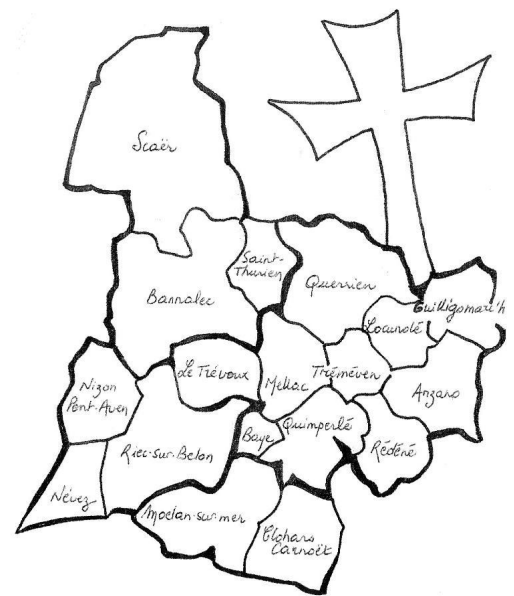 Scaër
Saint-
Thurien
Querrien
Bannalec
Guilligomarc'h
Locunolé
Le Trévoux
Mellac
Tréméven
Arzano
Nizon
Pont-Aven
Baye
Quimperlé
Rédéné
Riec-sur-Belon
Névez
Moelan-sur-mer
Clohars
Carnoët